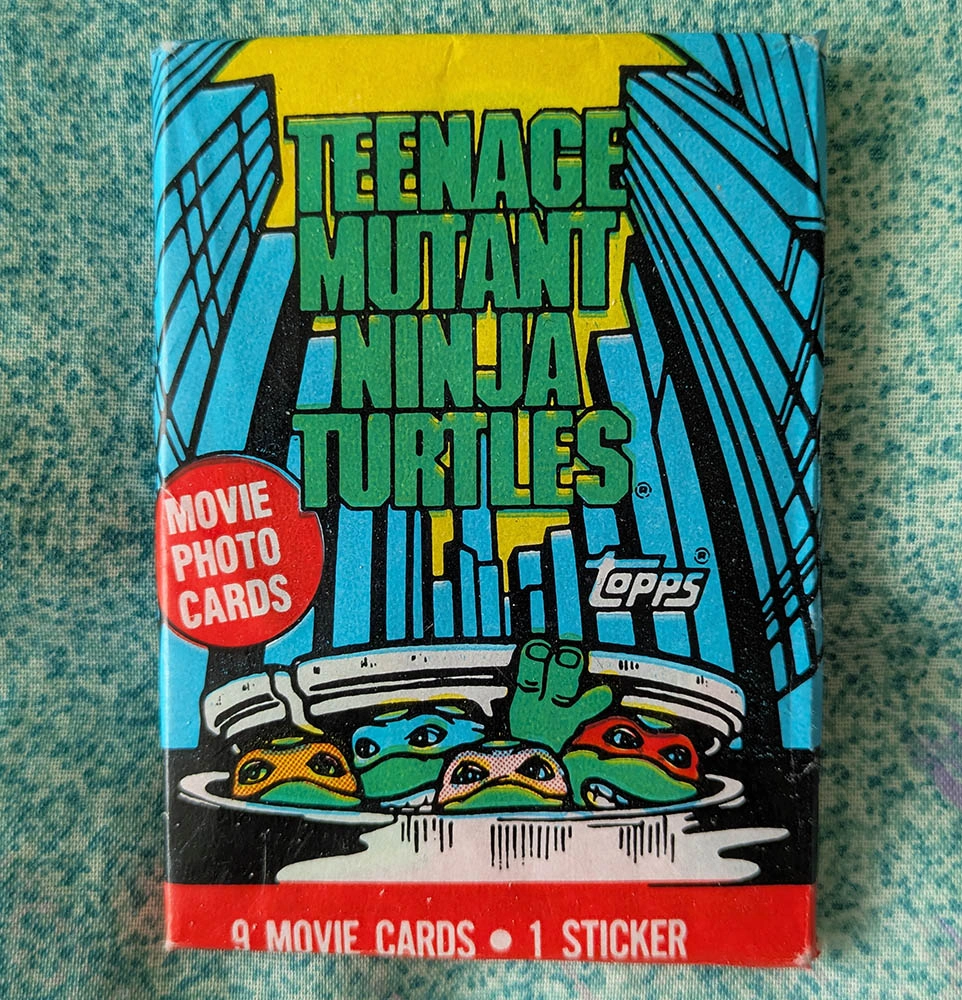 TEENAGE
MUTANT
NINJA
TURTLES®
MOVIE
PHOTO
CARDS
topps®
9 MOVIE CARDS • 1 STICKER